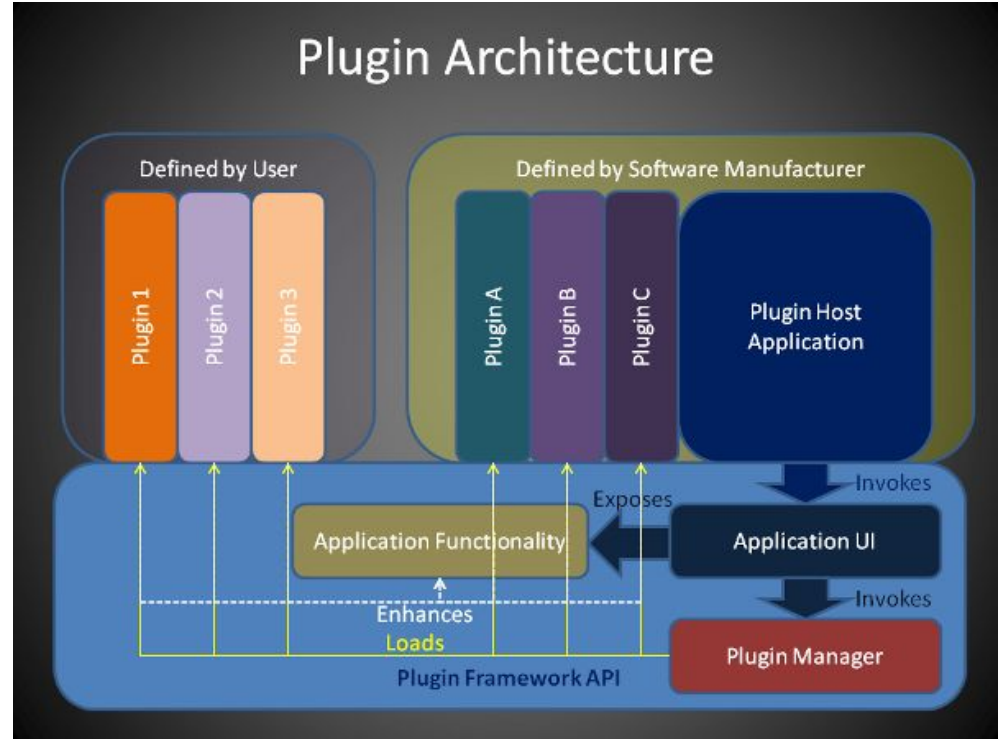 Plugin Architecture
Defined by User
Defined by Software Manufacturer
Plugin 1
Plugin 2
Plugin 3
Plugin A
Plugin B
Plugin C
Plugin Host
Application
Invokes
Exposes
Application Functionality
Application UI
Enhances
Invokes
Loads
Plugin Manager
Plugin Framework API